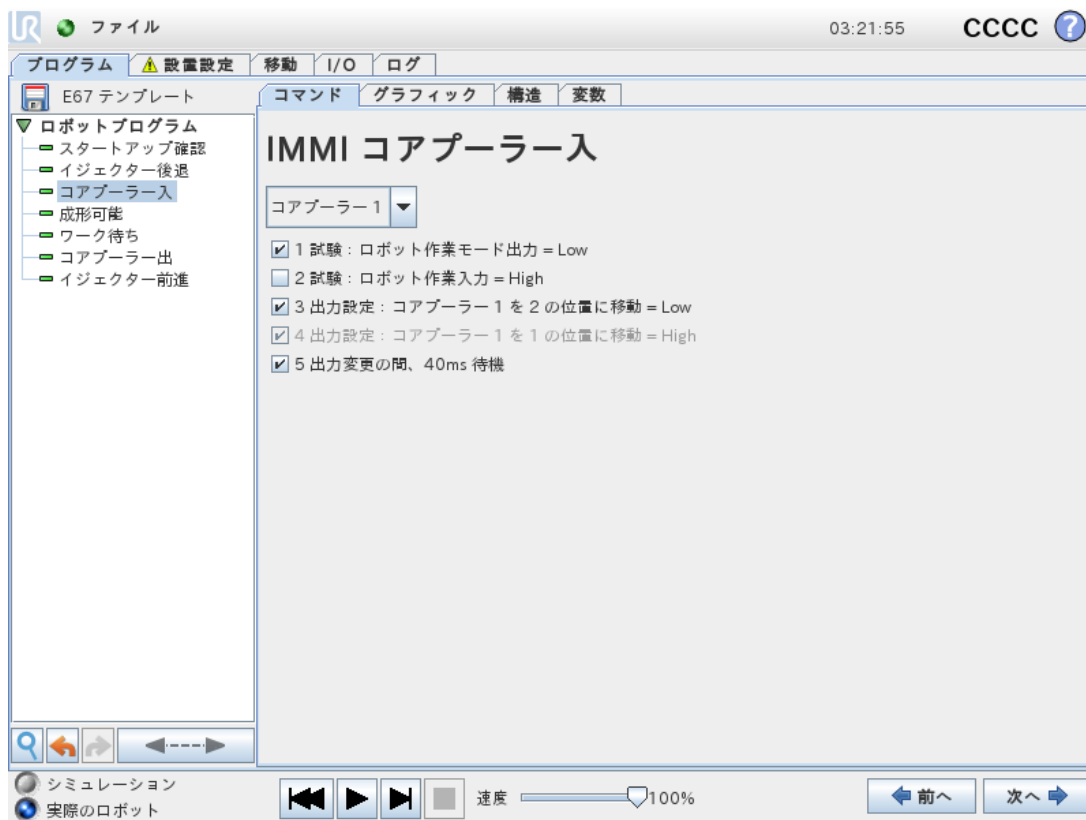 UR ファイル 03:21:55 CCCC ?
プログラム 設置設定 移動 I/O ログ
E67 テンプレート
コマンド グラフィック 構造 変数
ロボットプログラム
スタートアップ確認
イジェクター後退
コアプーラー入
成形可能
ワーク待ち
コアプーラー出
イジェクター前進
IMMI コアプーラー入
コアプーラー 1
1 試験：ロボット作業モード出力 = Low
2 試験：ロボット作業入力 = High
3 出力設定：コアプーラー 1 を 2 の位置に移動 = Low
4 出力設定：コアプーラー 1 を 1 の位置に移動 = High
5 出力変更の間、40ms 待機
シミュレーション
実際のロボット
速度 100%
前へ 次へ